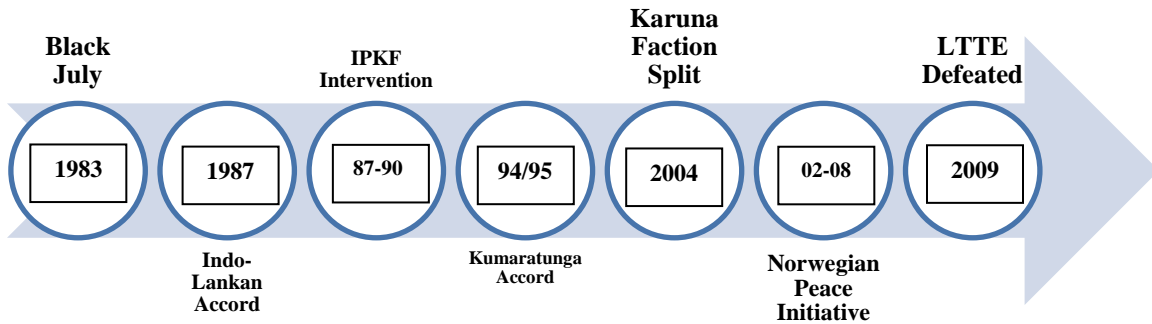 Black
July
1983
1987
Indo-
Lankan
Accord
IPKF
Intervention
87-90
94/95
Kumaratunga
Accord
Karuna
Faction
Split
2004
02-08
Norwegian
Peace
Initiative
LTTE
Defeated
2009